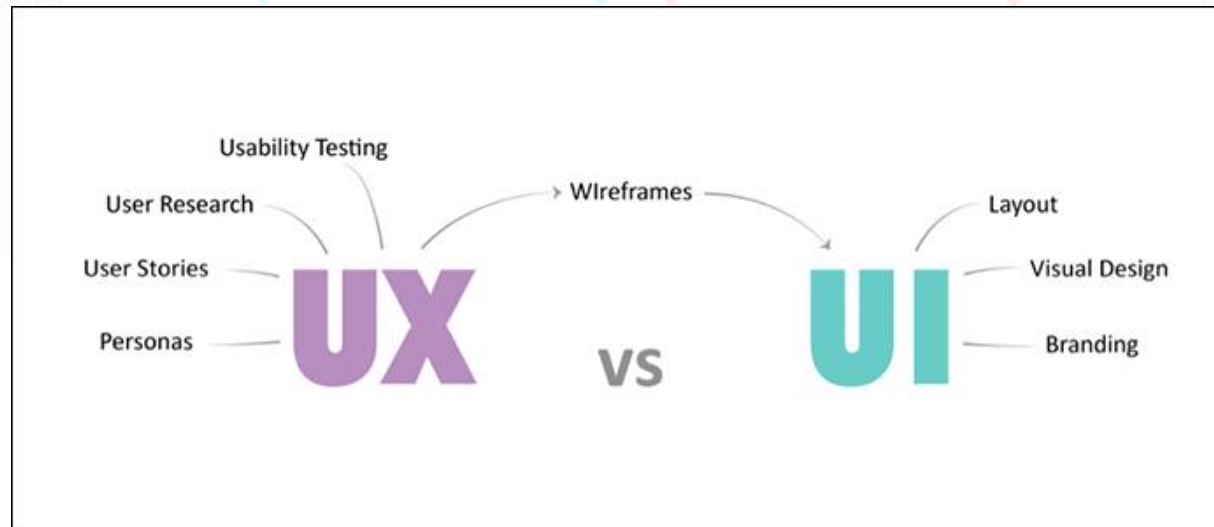 Usability Testing
WIreframes
User Research
Layout
User Stories
Visual Design
Personas
Branding
UX
vs
UI